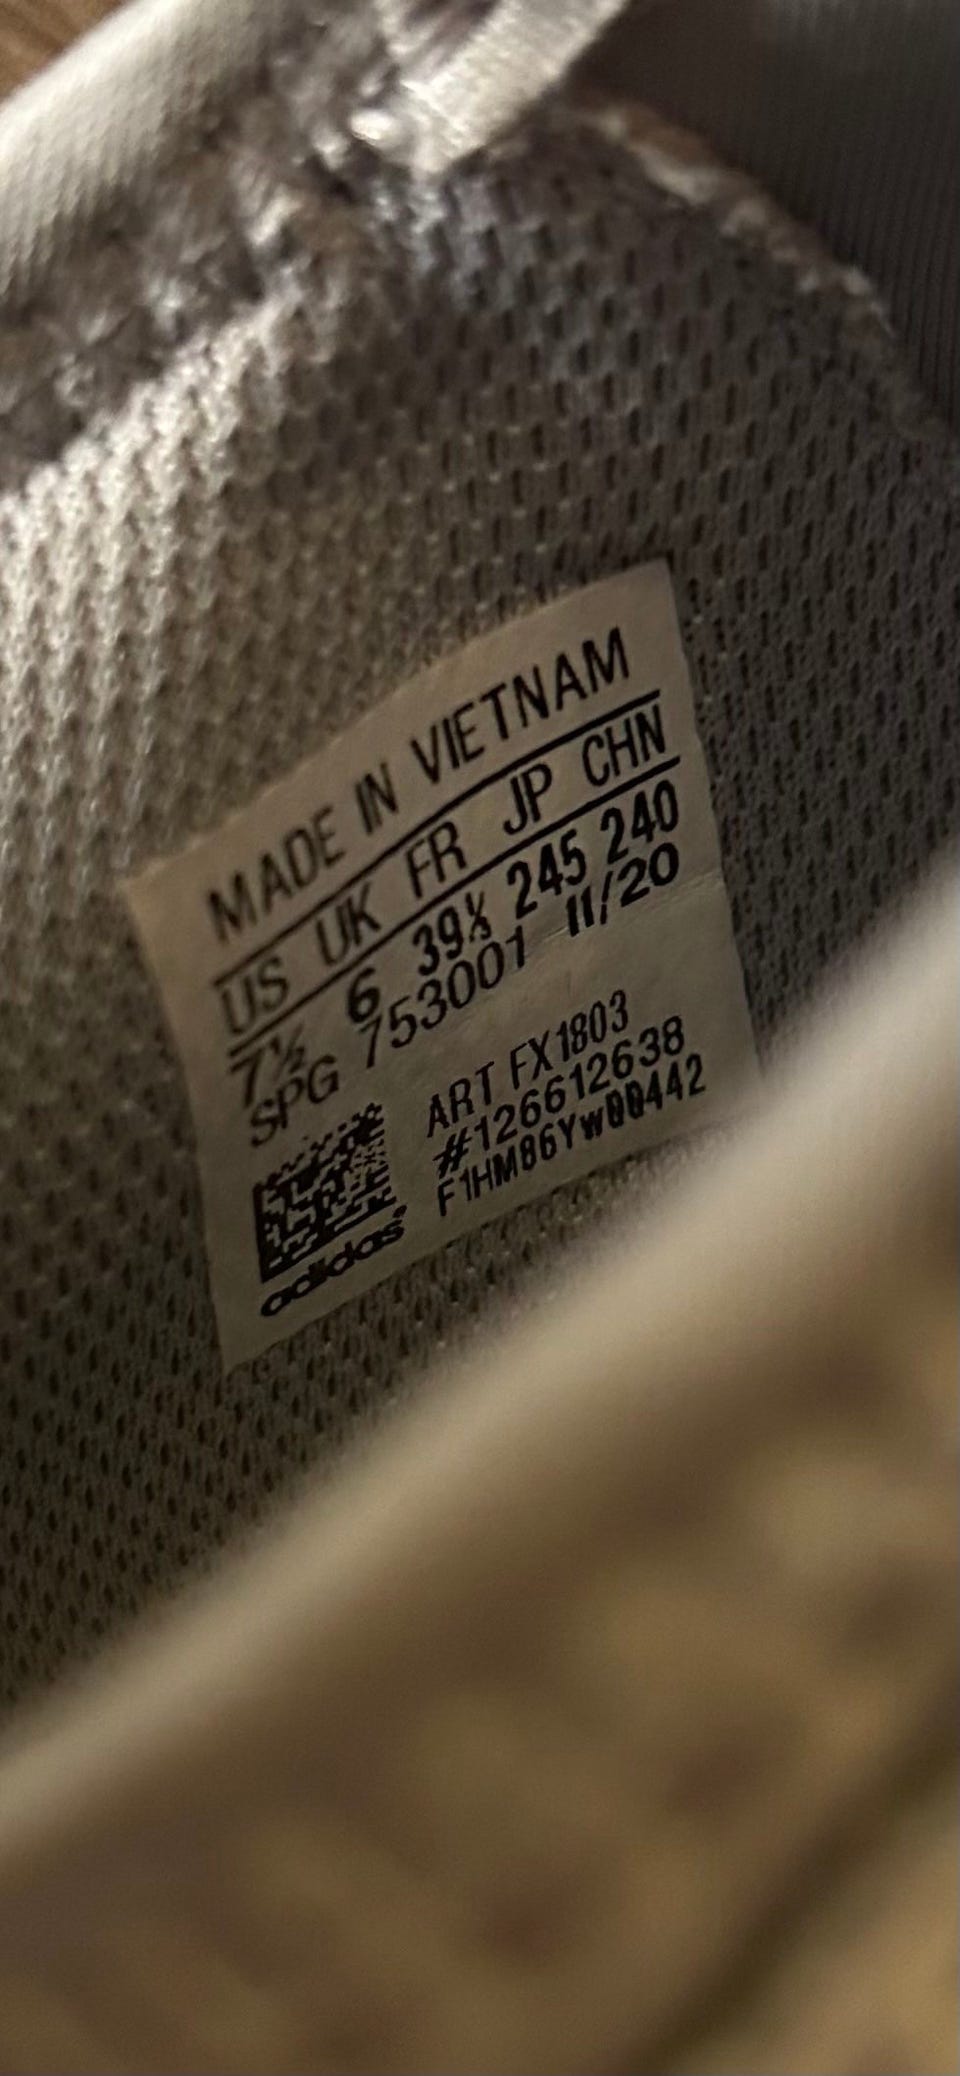 MADE IN VIETNAM
US UK FR JP CHN
7½ 6 39⅓ 245 240
SPG 753001 11/20
ART FX1803
#126612638
F1HM86Yw00442
adidas®